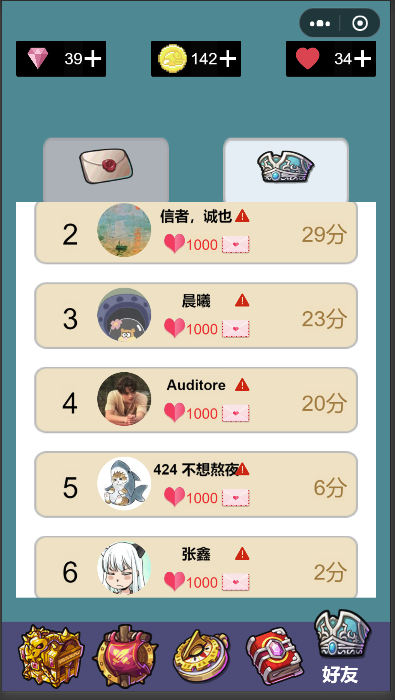 39
142
34
2
信者，诚也
1000
29分
3
晨曦
1000
23分
4
Auditore
1000
20分
5
424 不想熬夜
1000
6分
6
张鑫
1000
2分
好友